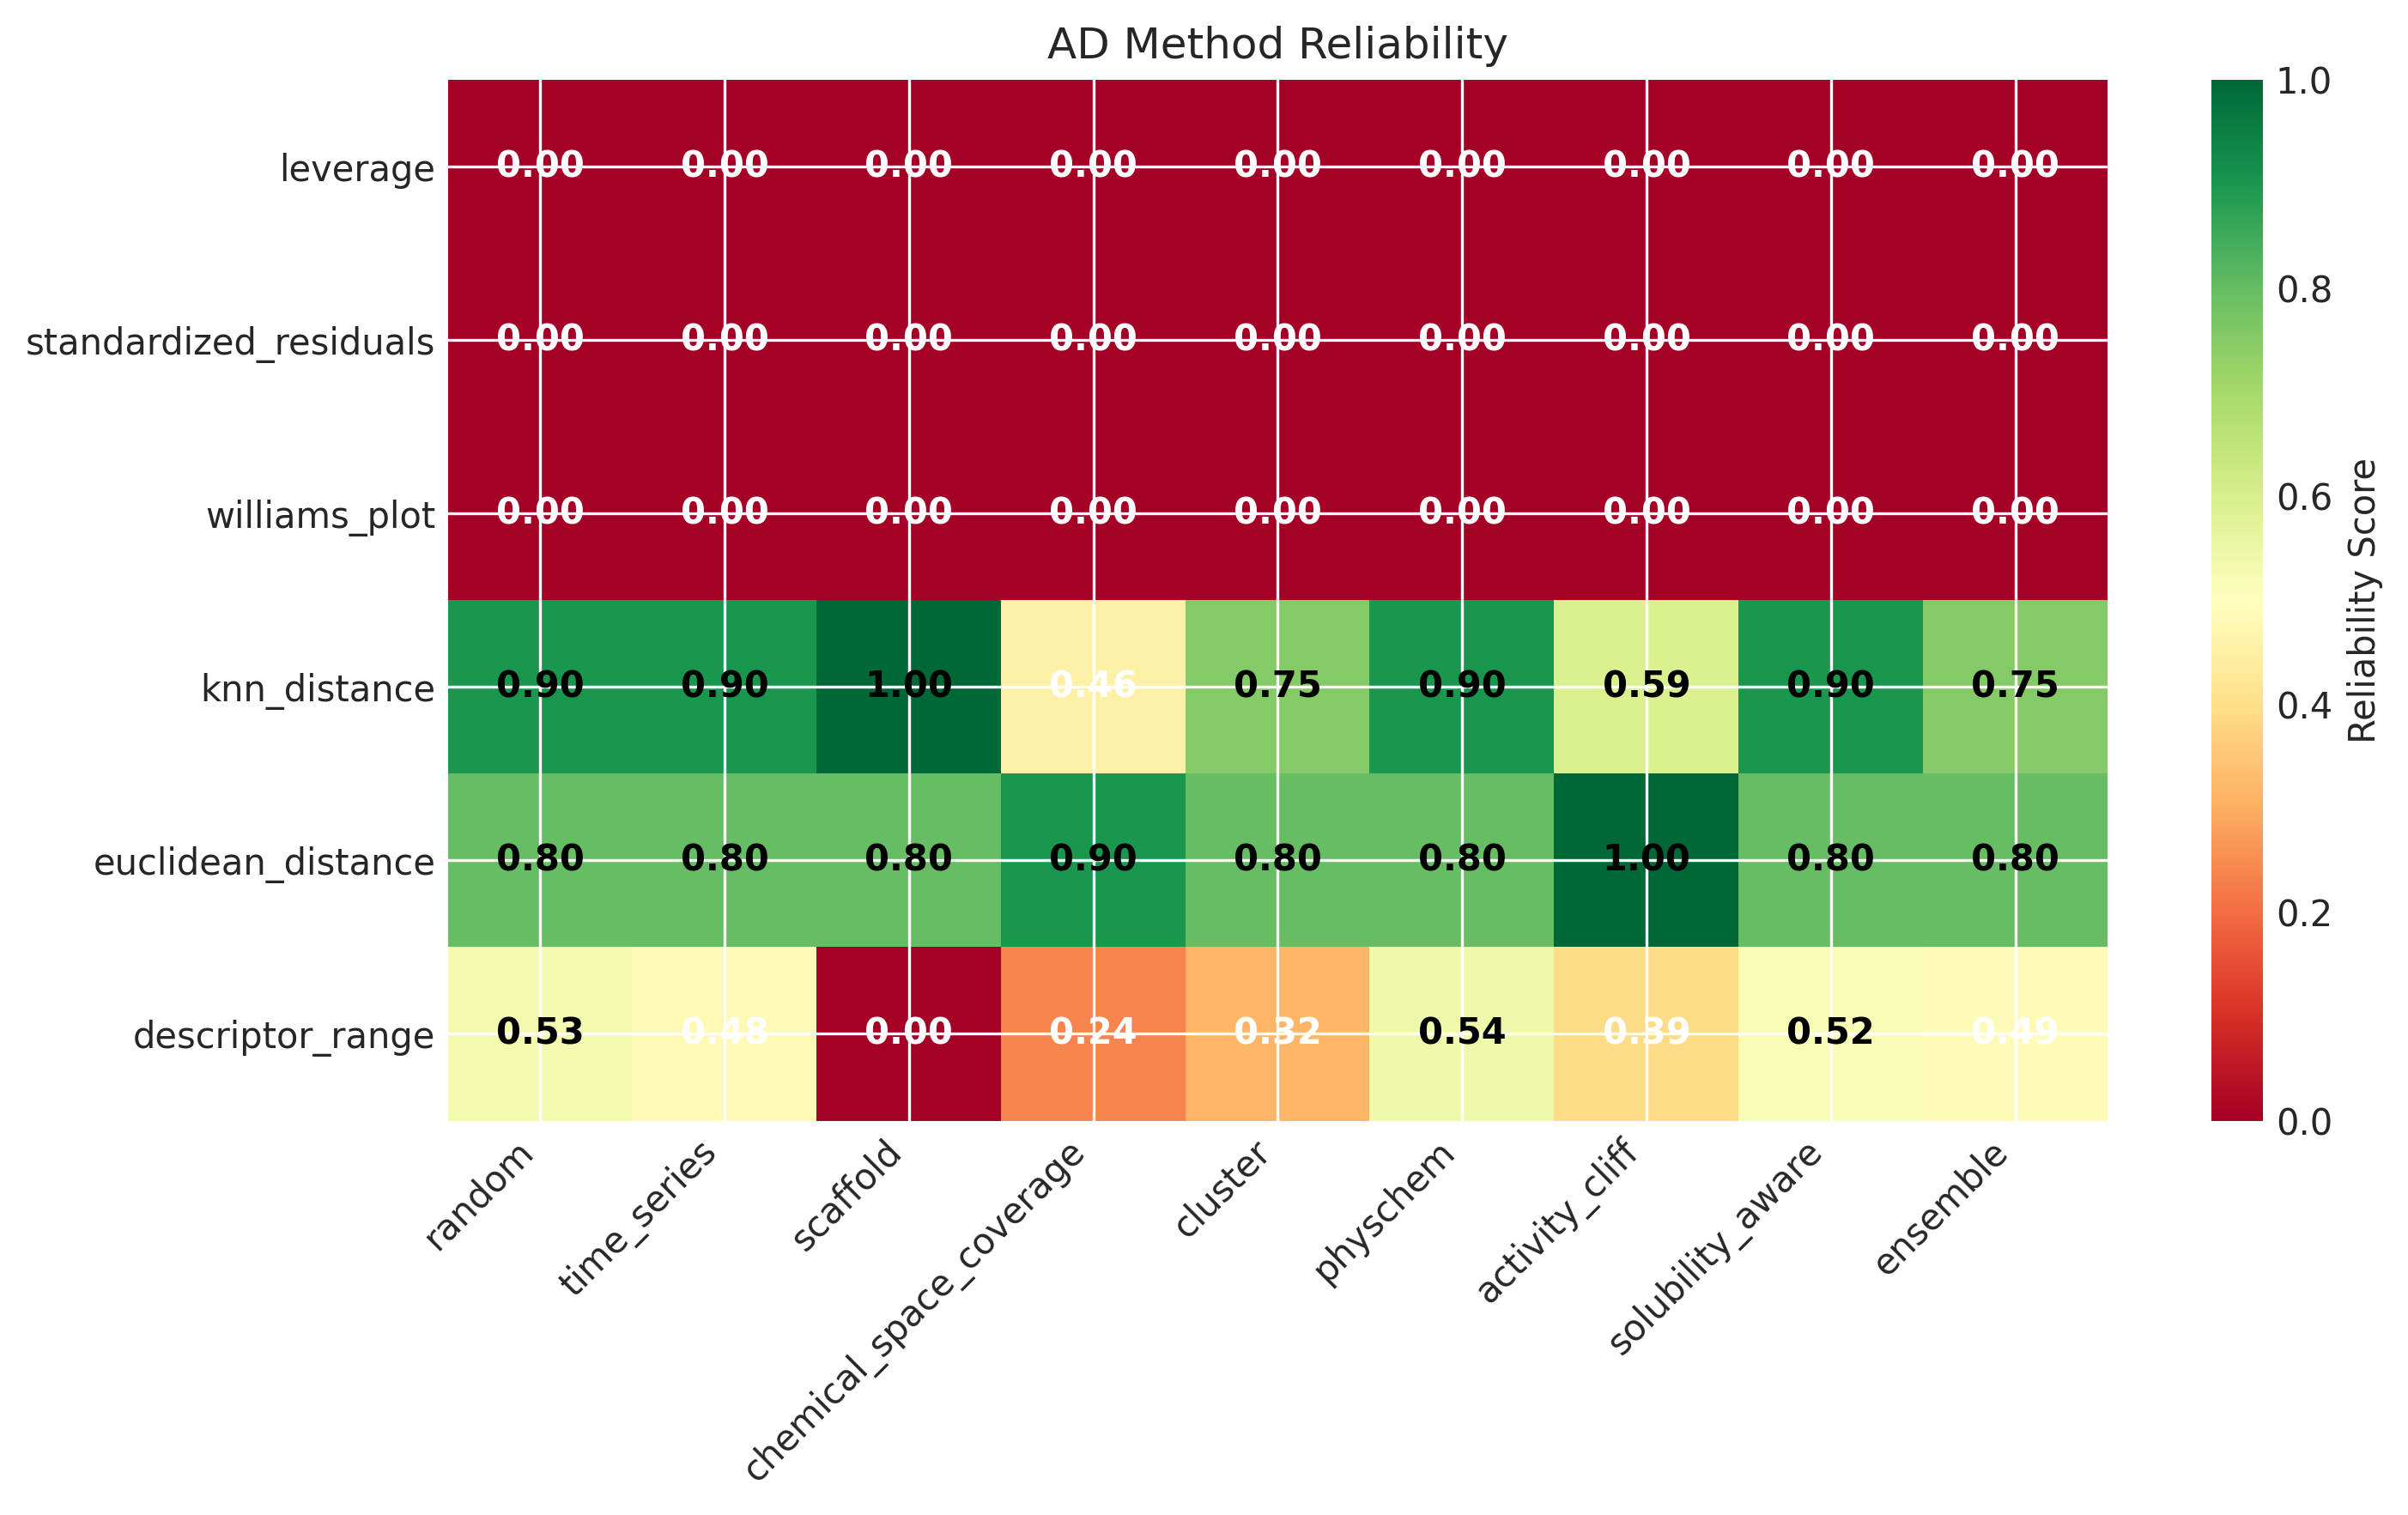 AD Method Reliability
leverage 0.00 0.00 0.00 0.00 0.00 0.00 0.00 0.00 0.00
standardized_residuals 0.00 0.00 0.00 0.00 0.00 0.00 0.00 0.00 0.00
williams_plot 0.00 0.00 0.00 0.00 0.00 0.00 0.00 0.00 0.00
knn_distance 0.90 0.90 1.00 0.46 0.75 0.90 0.59 0.90 0.75
euclidean_distance 0.80 0.80 0.80 0.90 0.80 0.80 1.00 0.80 0.80
descriptor_range 0.53 0.48 0.00 0.24 0.32 0.54 0.39 0.52 0.49
random
time_series
scaffold
chemical_space_coverage
cluster
physchem
activity_cliff
solubility_aware
ensemble
1.0
0.8
0.6
0.4
0.2
0.0
Reliability Score